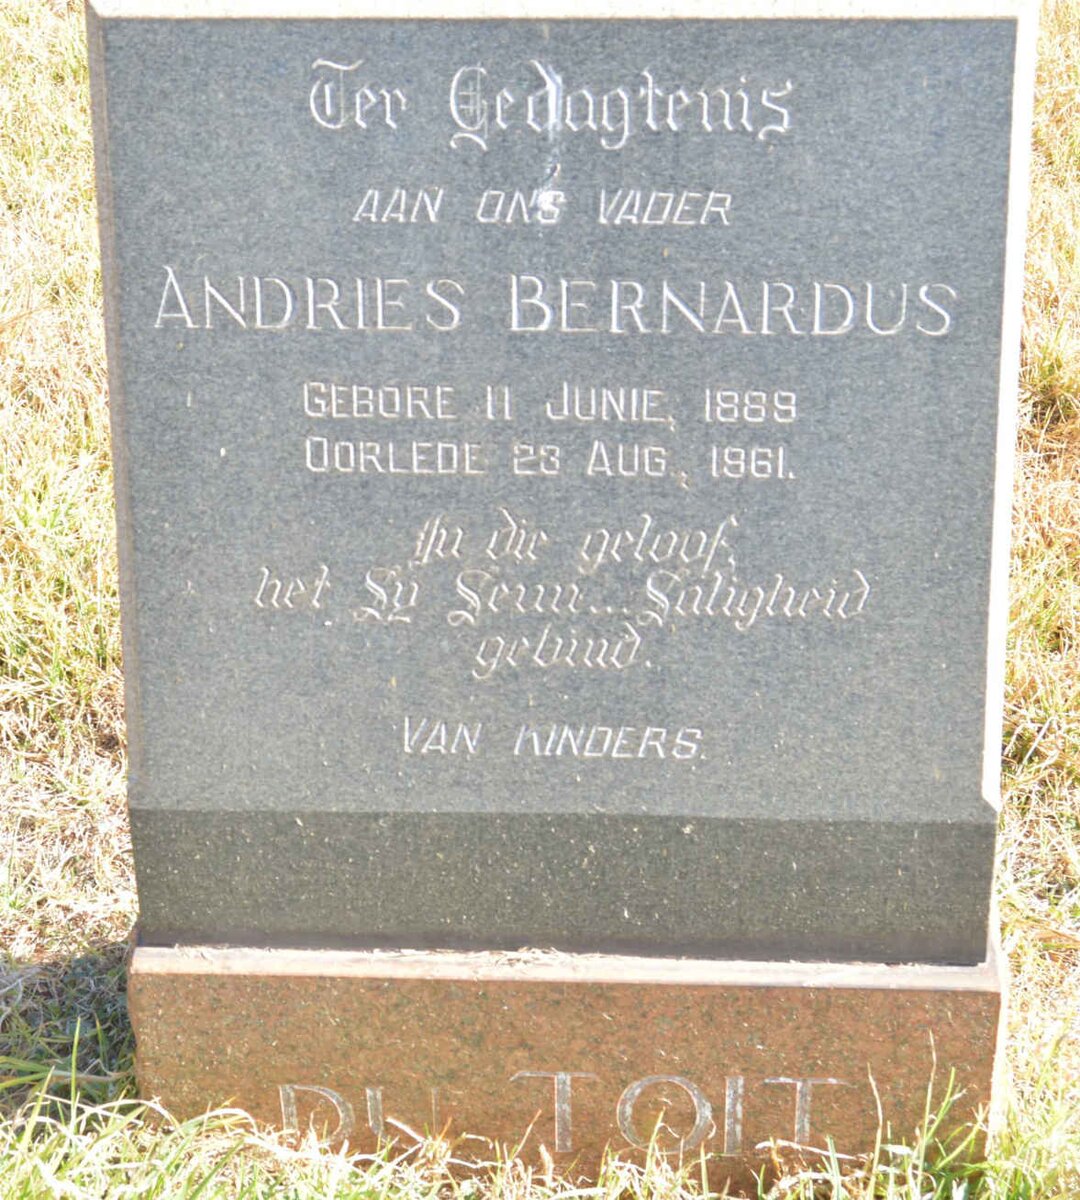 Ter Gedagtenis
AAN ONS VADER
ANDRIES BERNARDUS
GEBORE 11 JUNIE, 1889
OORLEDE 23 AUG., 1961.
In die geloof,
het Sy Seun... Saligheid
gebind.
VAN KINDERS.
DU TOIT